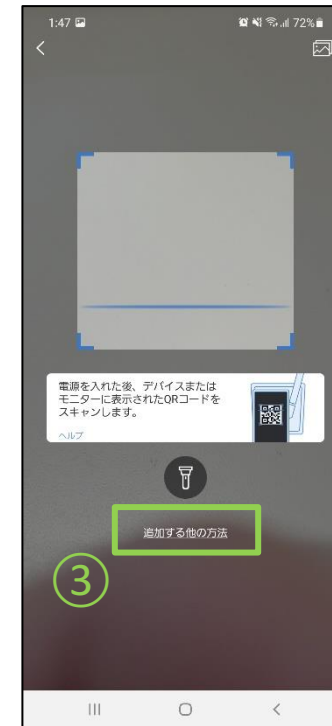 1:47
72%
電源を入れた後、デバイスまたは
モニターに表示されたQRコードを
スキャンします。
ヘルプ
追加する他の方法
③